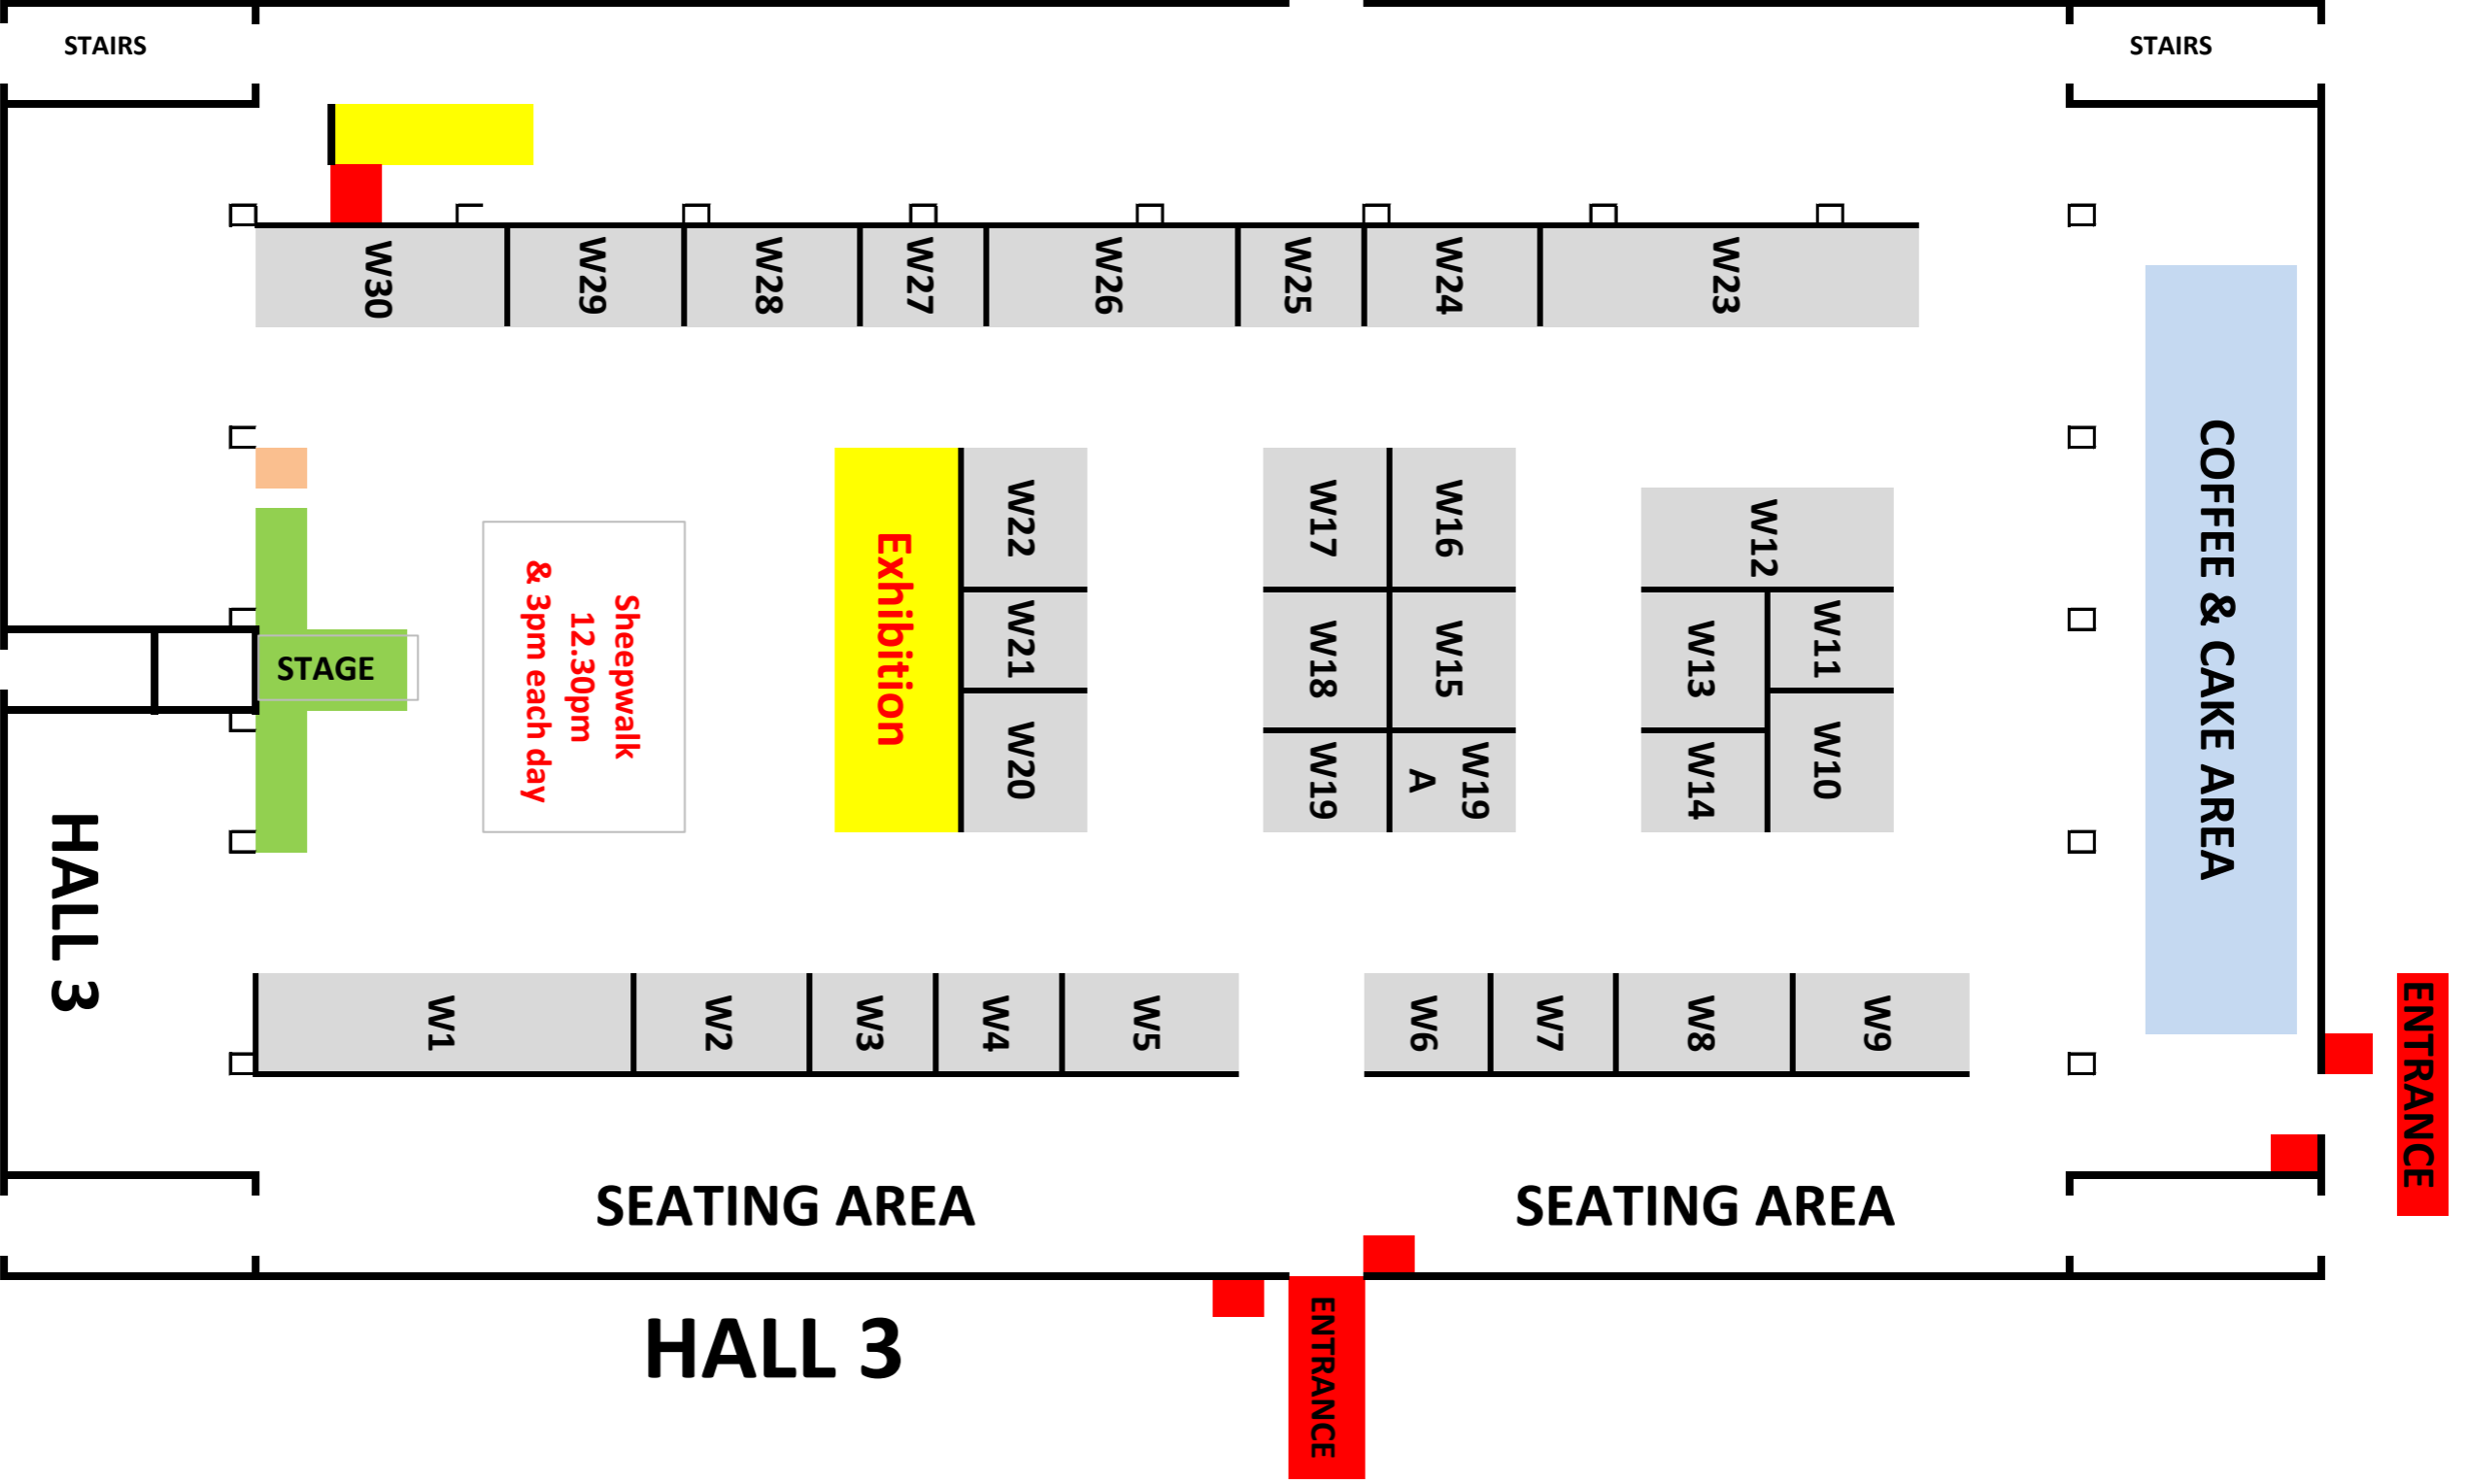 STAIRS
STAIRS
W30
W29
W28
W27
W26
W25
W24
W23
W22
W21
W20
W17
W16
W18
W15
W19
W19
A
W12
W13
W11
W14
W10
COFFEE & CAKE AREA
Exhibition
Sheepwalk
12.30pm
& 3pm each day
STAGE
HALL 3
W1
W2
W3
W4
W5
W6
W7
W8
W9
ENTRANCE
SEATING AREA
SEATING AREA
HALL 3
ENTRANCE